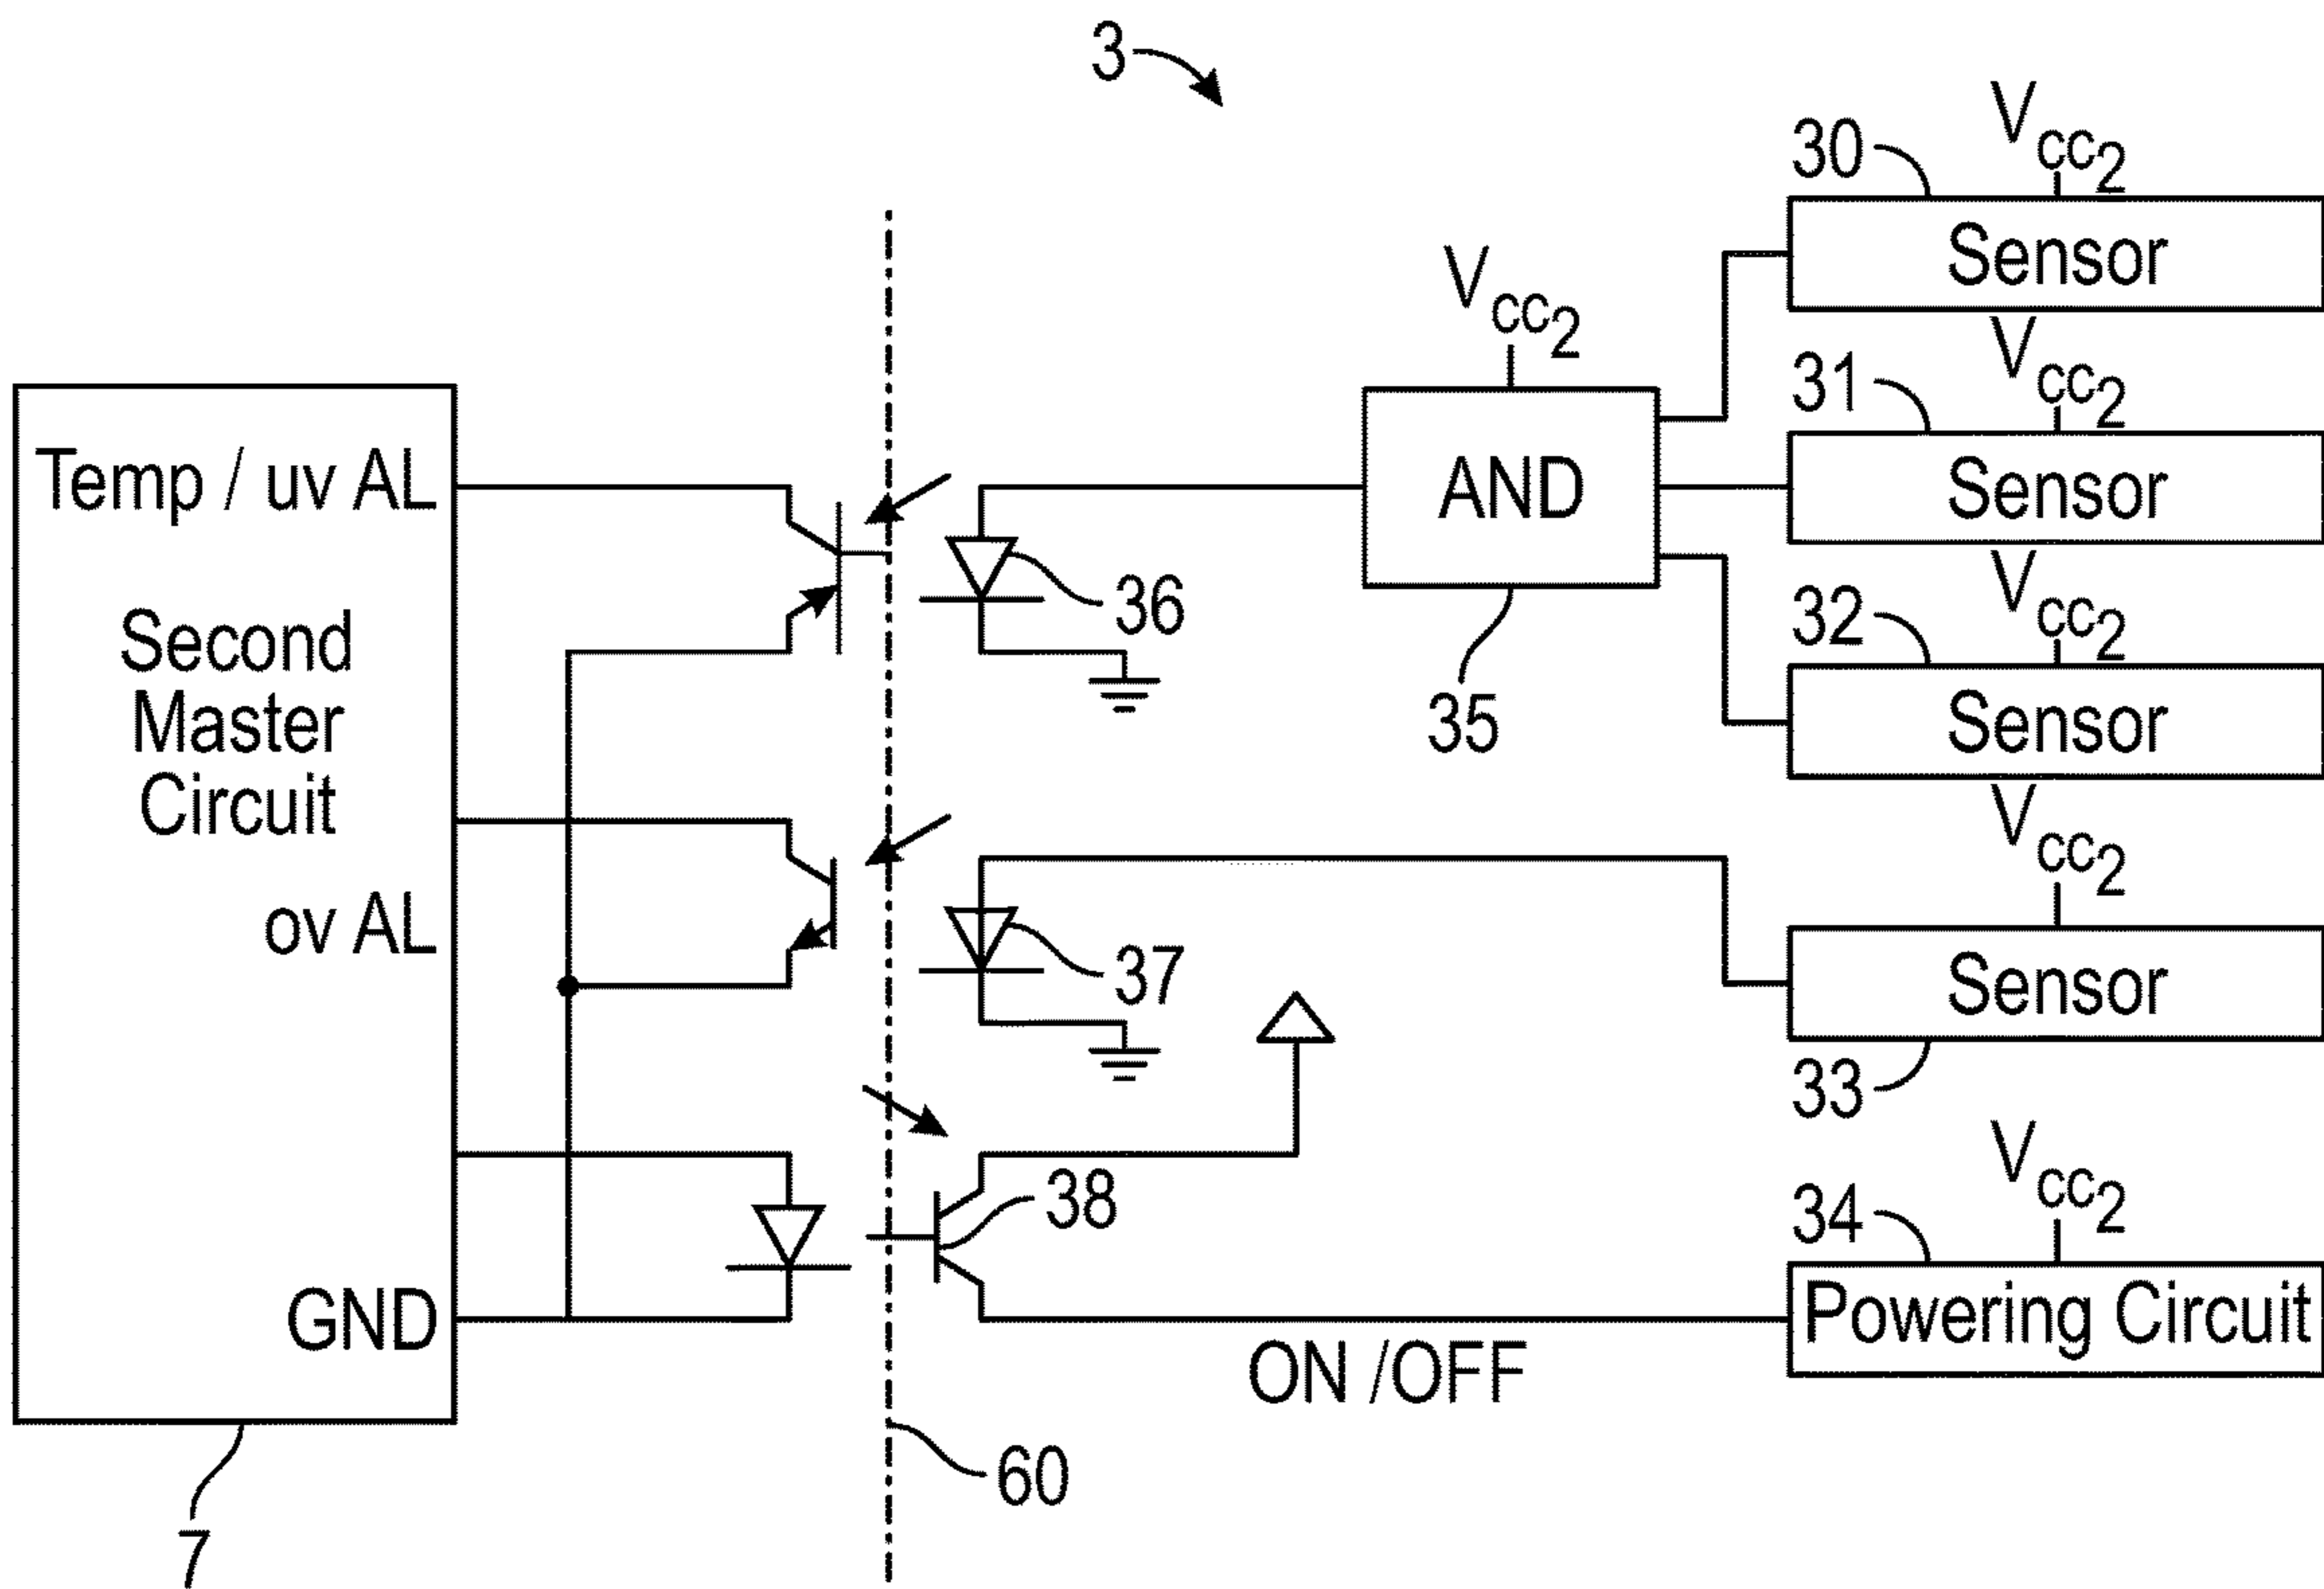 3
Vcc2
30
Sensor
Vcc2
Vcc2
31
Sensor
Temp / uv AL
AND
Vcc2
36
32
Sensor
Second
Master
Circuit
35
Vcc2
ov AL
37
Sensor
33
Vcc2
38
34
GND
Powering Circuit
ON /OFF
60
7